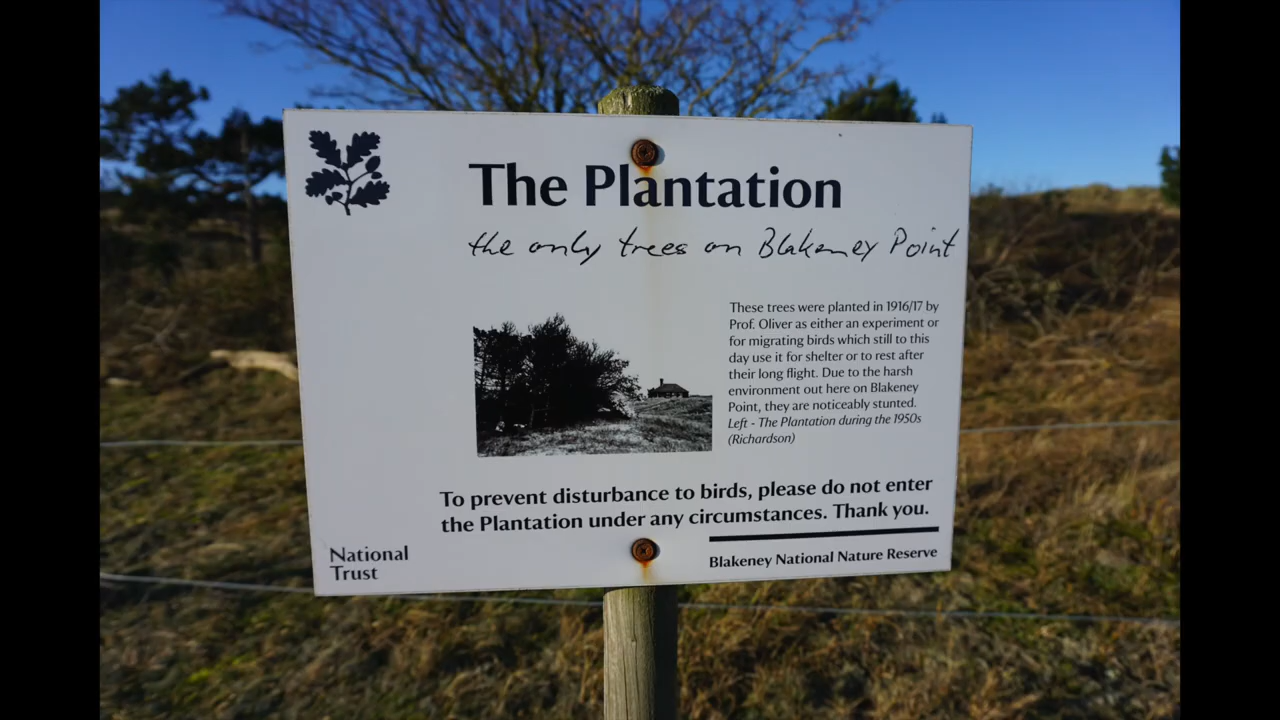 The Plantation
the only trees on Blakeney Point
These trees were planted in 1916/17 by
Prof. Oliver as either an experiment or
for migrating birds which still to this
day use it for shelter or to rest after
their long flight. Due to the harsh
environment out here on Blakeney
Point, they are noticeably stunted.
Left - The Plantation during the 1950s
(Richardson)
To prevent disturbance to birds, please do not enter
the Plantation under any circumstances. Thank you.
National
Trust
Blakeney National Nature Reserve